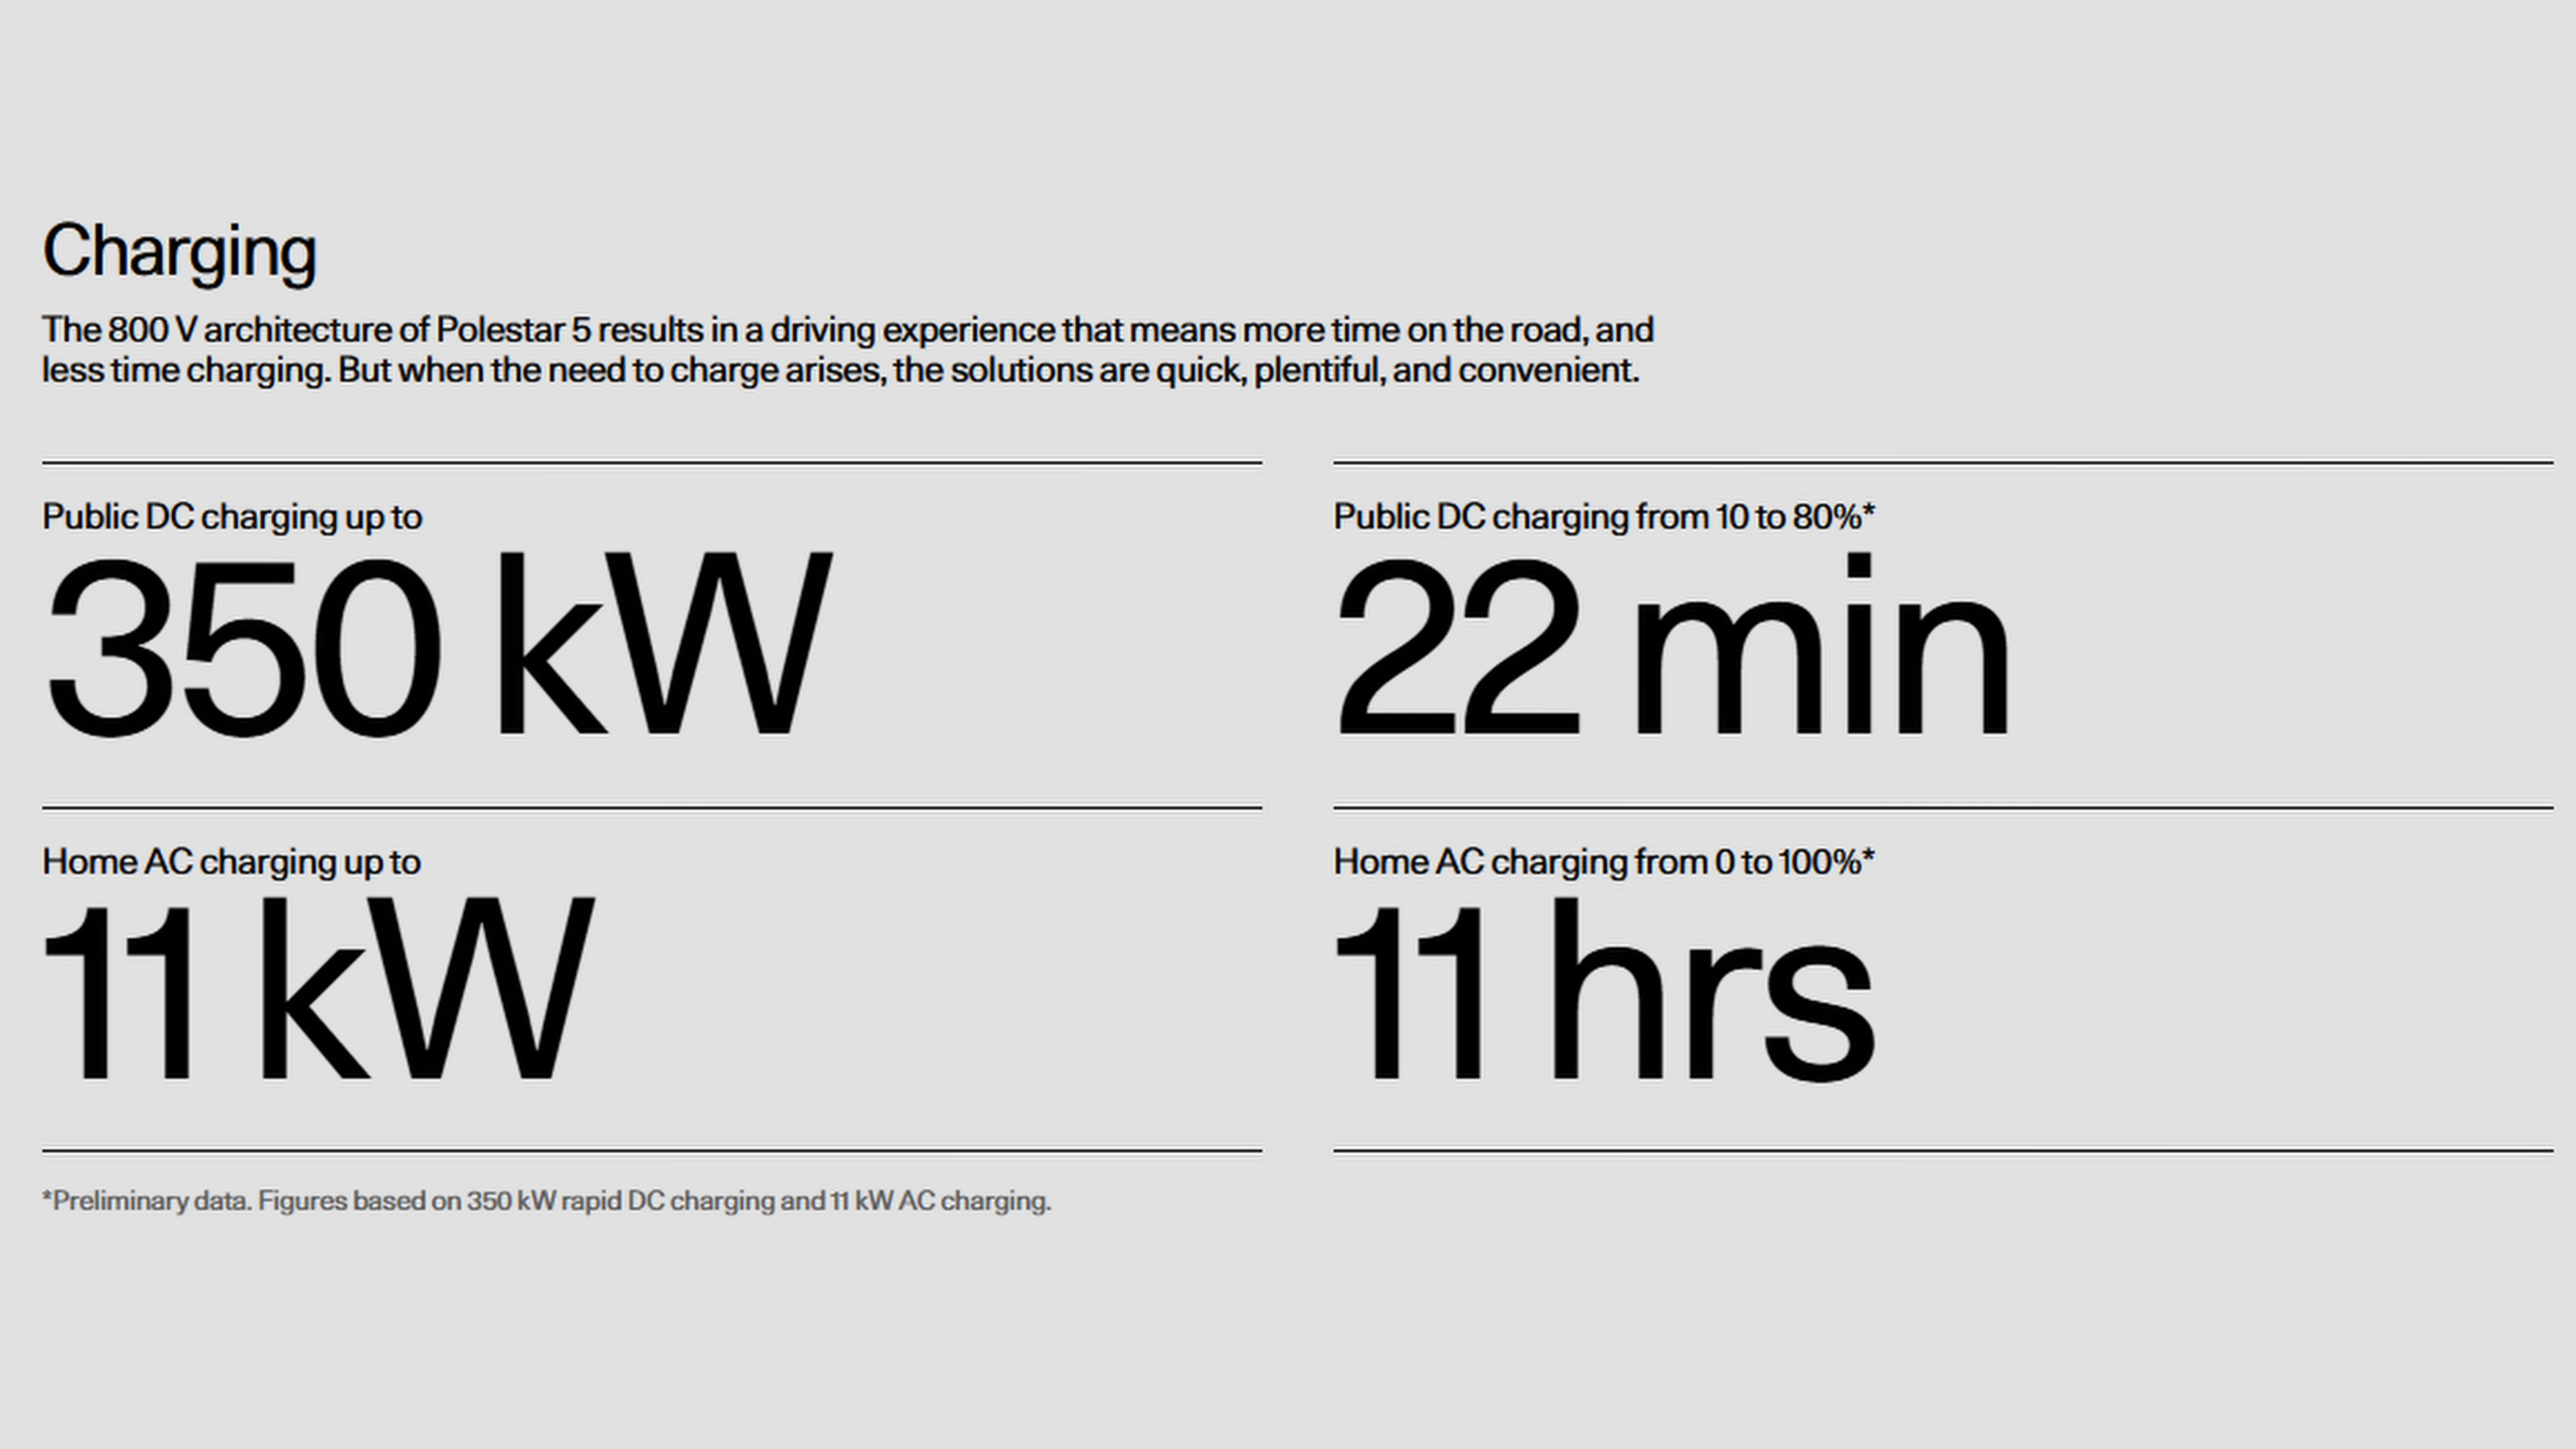 Charging
The 800 V architecture of Polestar 5 results in a driving experience that means more time on the road, and
less time charging. But when the need to charge arises, the solutions are quick, plentiful, and convenient.
Public DC charging up to
350 kW
Public DC charging from 10 to 80%*
22 min
Home AC charging up to
11 kW
Home AC charging from 0 to 100%*
11 hrs
*Preliminary data. Figures based on 350 kW rapid DC charging and 11 kW AC charging.